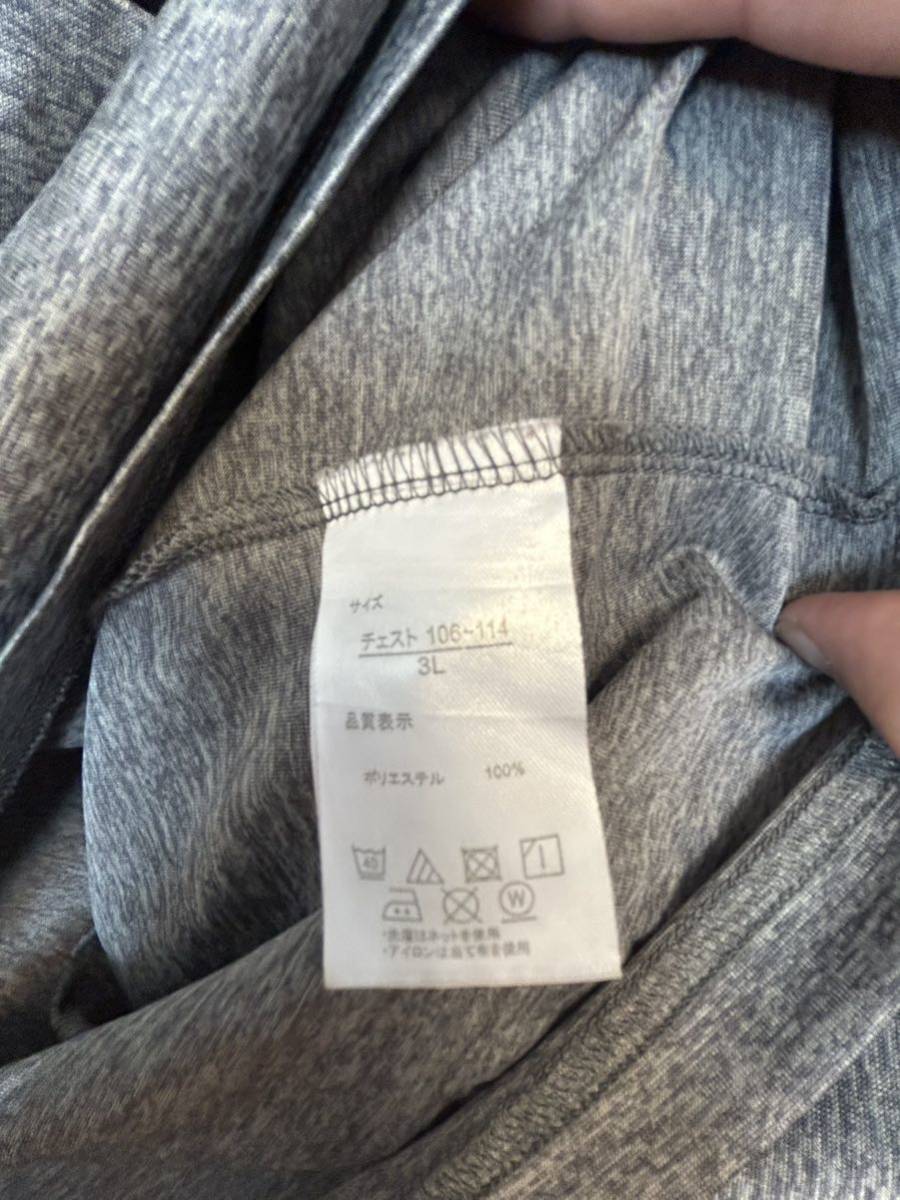 サイズ
チェスト 106~114
3L
品質表示
ポリエステル 100%
40
W
・洗濯はネットを使用
・アイロンは当て布を使用